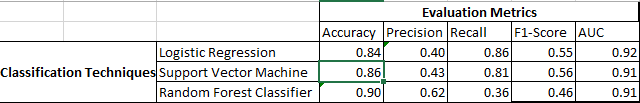 Evaluation Metrics
Accuracy Precision Recall F1-Score AUC
Logistic Regression 0.84 0.40 0.86 0.55 0.92
Classification Techniques Support Vector Machine 0.86 0.43 0.81 0.56 0.91
Random Forest Classifier 0.90 0.62 0.36 0.46 0.91